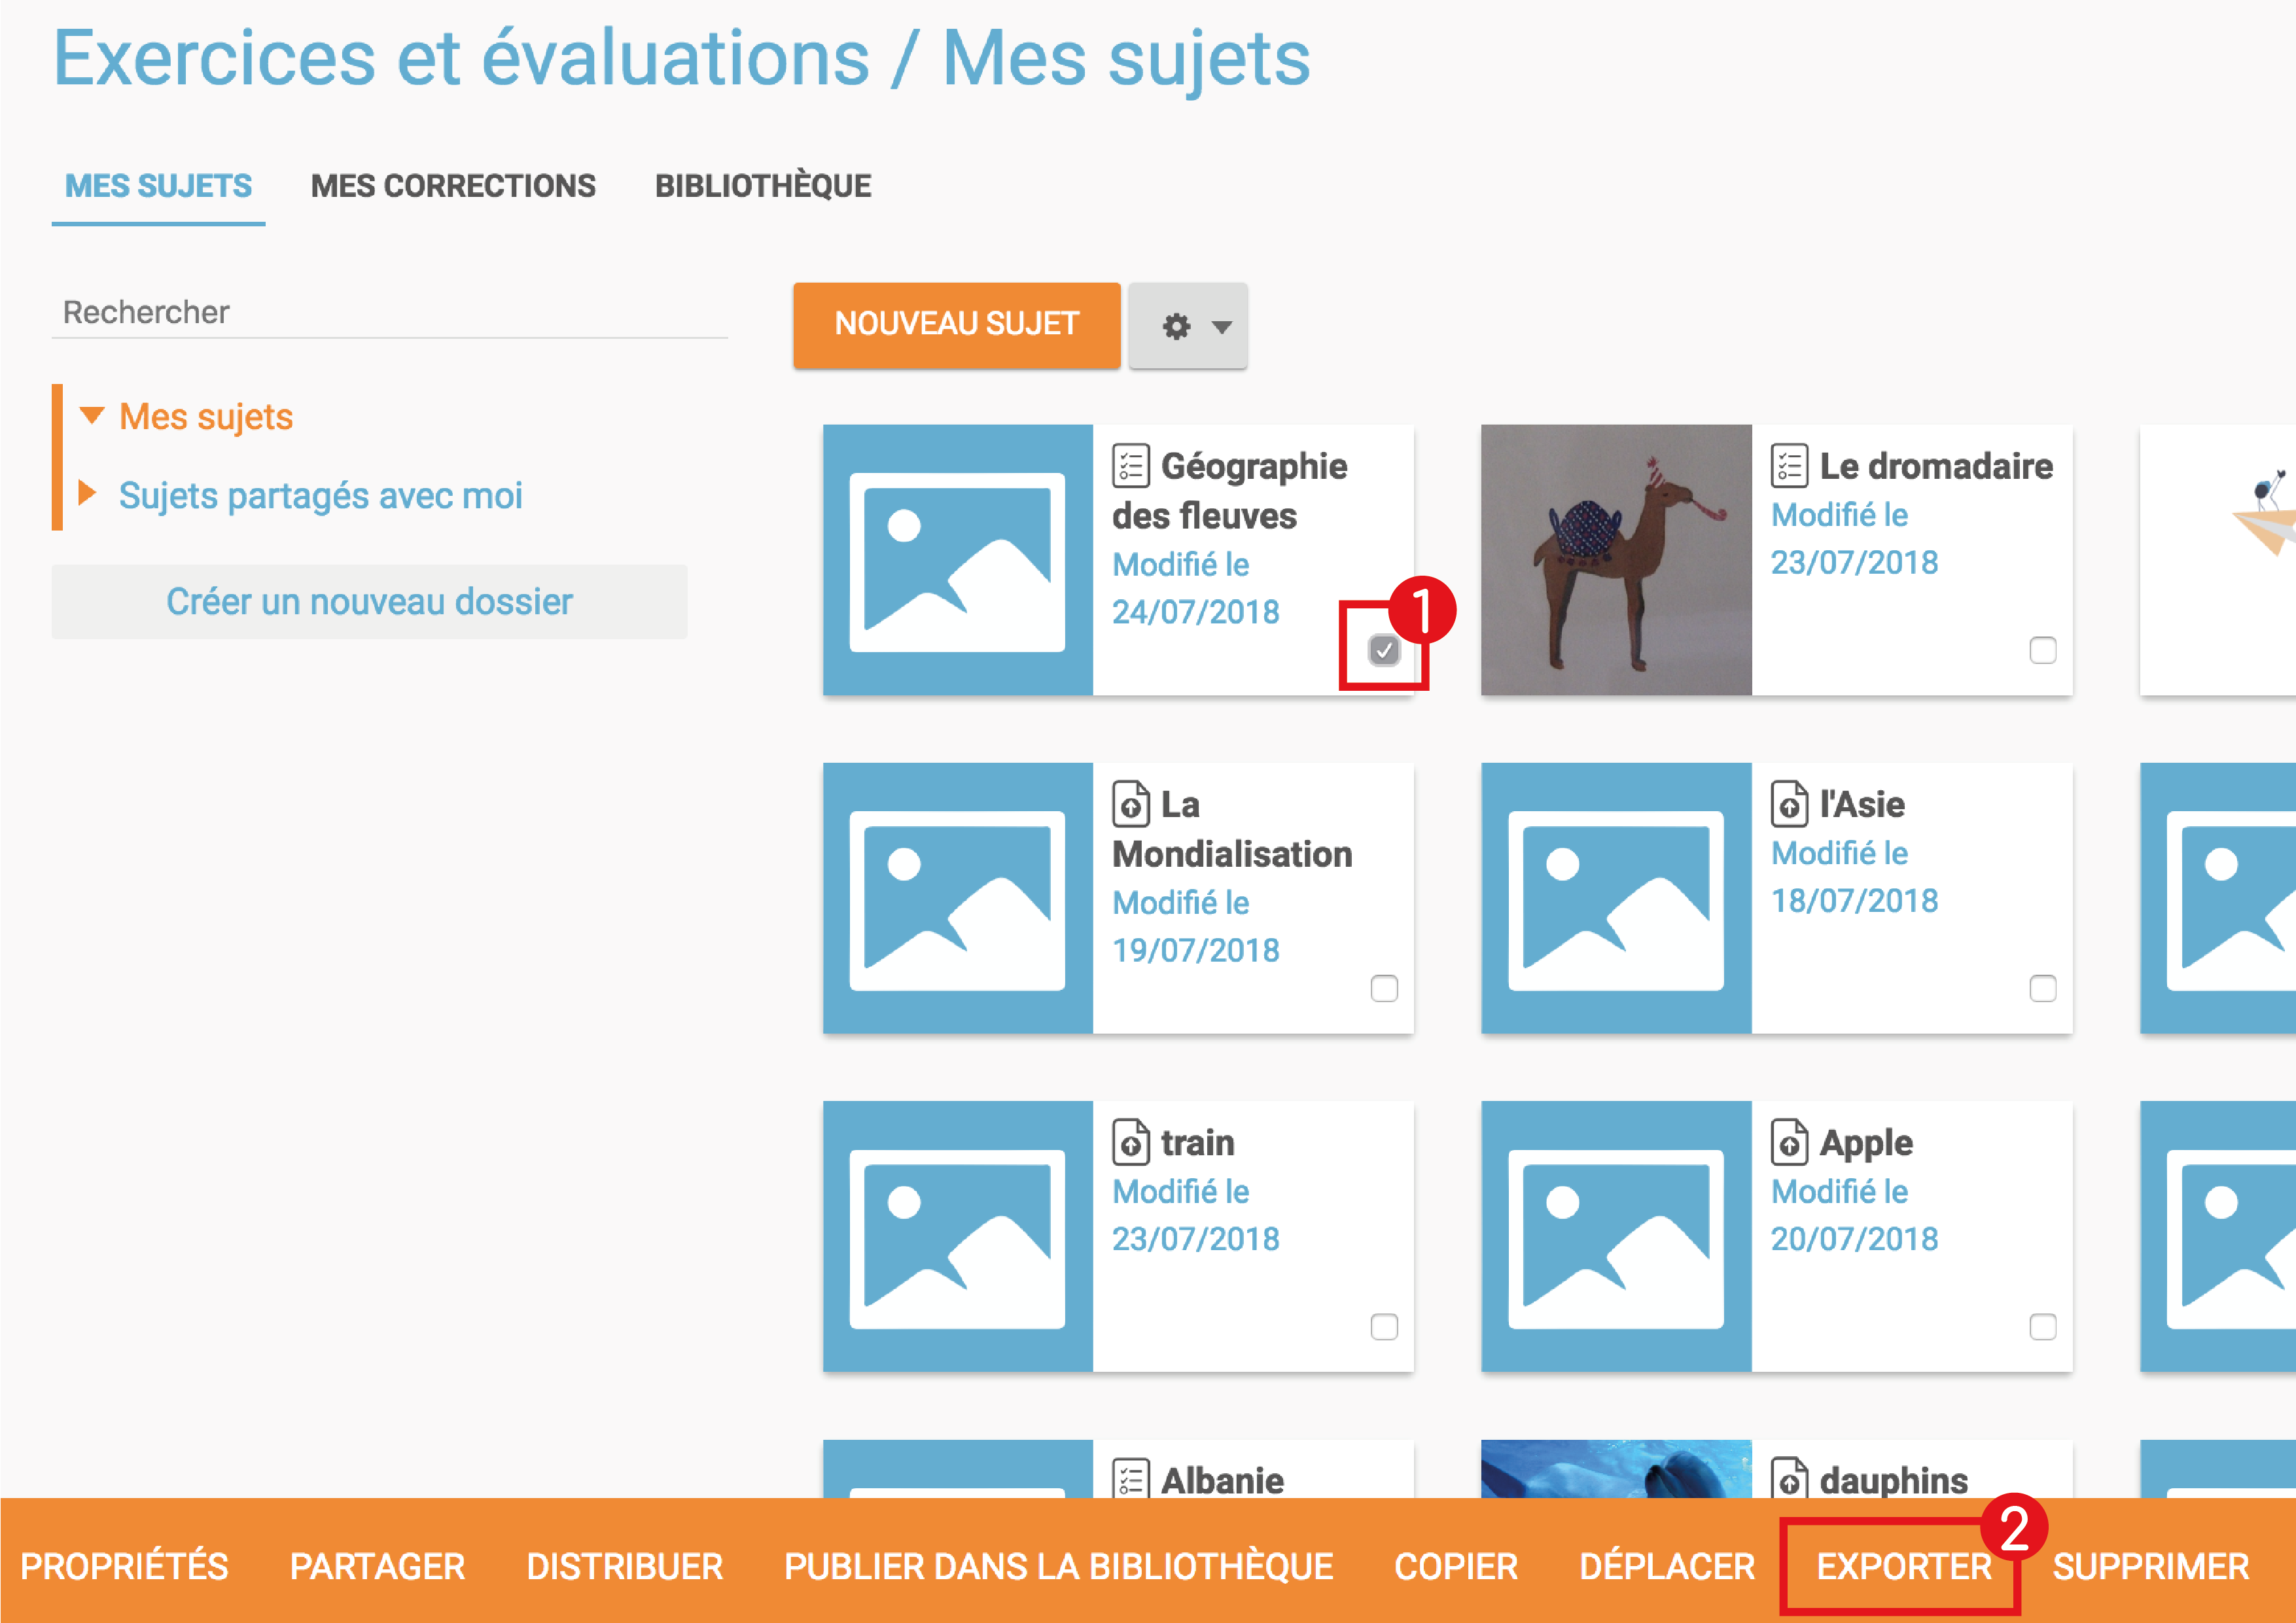 Exercices et évaluations / Mes sujets
MES SUJETS MES CORRECTIONS BIBLIOTHÈQUE
Rechercher
NOUVEAU SUJET
Mes sujets
Sujets partagés avec moi
Créer un nouveau dossier
Géographie
des fleuves
Modifié le
24/07/2018
1
Le dromadaire
Modifié le
23/07/2018
La
Mondialisation
Modifié le
19/07/2018
l'Asie
Modifié le
18/07/2018
train
Modifié le
23/07/2018
Apple
Modifié le
20/07/2018
Albanie
dauphins
2
PROPRIÉTÉS PARTAGER DISTRIBUER PUBLIER DANS LA BIBLIOTHÈQUE COPIER DÉPLACER EXPORTER SUPPRIMER